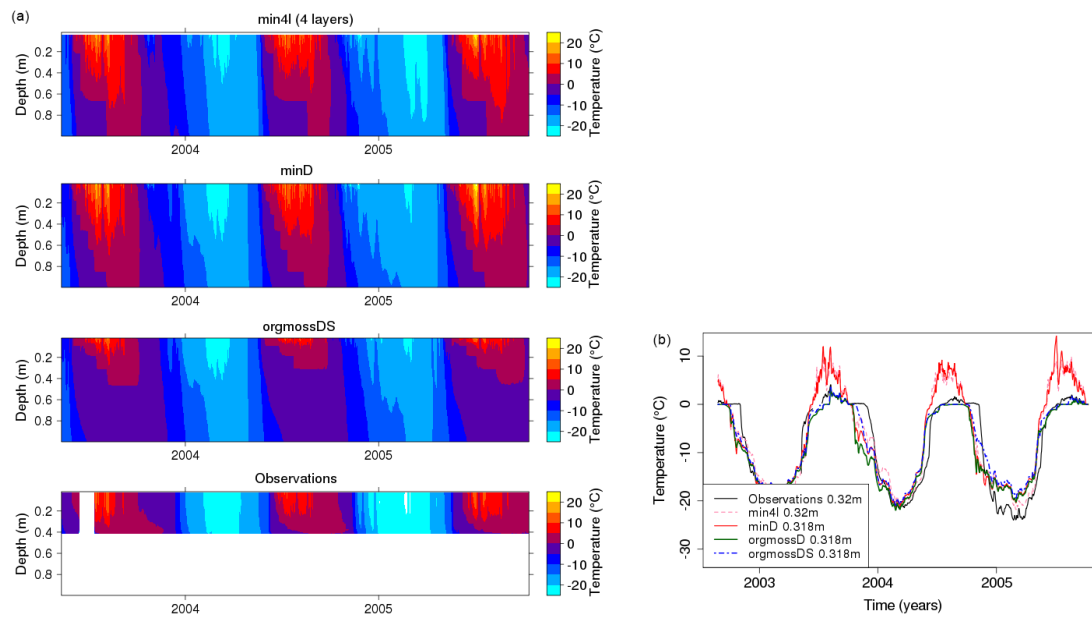 (a)
min4l (4 layers)
Depth (m)
0.2
0.4
0.6
0.8
2004
2005
20
10
0
-10
-20
Temperature (°C)
minD
Depth (m)
0.2
0.4
0.6
0.8
2004
2005
20
10
0
-10
-20
Temperature (°C)
orgmossDS
Depth (m)
0.2
0.4
0.6
0.8
2004
2005
20
10
0
-10
-20
Temperature (°C)
Observations
Depth (m)
0.2
0.4
0.6
0.8
2004
2005
20
10
0
-10
-20
Temperature (°C)
(b)
Temperature (°C)
10
0
-10
-20
-30
Observations 0.32m
min4l 0.32m
minD 0.318m
orgmossD 0.318m
orgmossDS 0.318m
2003
2004
2005
Time (years)